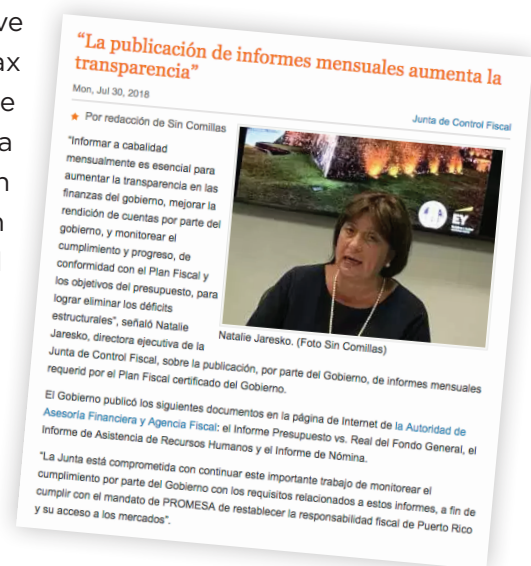 ve
ax
e
a
n
n
l
“La publicación de informes mensuales aumenta la
transparencia”
Mon, Jul 30, 2018
Junta de Control Fiscal
Por redacción de Sin Comillas
“Informar a cabalidad
mensualmente es esencial para
aumentar la transparencia en las
finanzas del gobierno, mejorar la
rendición de cuentas por parte del
gobierno, y monitorear el
cumplimiento y progreso, de
conformidad con el Plan Fiscal y
los objetivos del presupuesto, para
lograr eliminar los déficits
estructurales”, señaló Natalie
Jaresko, directora ejecutiva de la
Junta de Control Fiscal, sobre la publicación, por parte del Gobierno, de informes mensuales
requerid por el Plan Fiscal certificado del Gobierno.
EY
Natalie Jaresko. (Foto Sin Comillas)
El Gobierno publicó los siguientes documentos en la página de Internet de la Autoridad de
Asesoría Financiera y Agencia Fiscal: el Informe Presupuesto vs. Real del Fondo General, el
Informe de Asistencia de Recursos Humanos y el Informe de Nómina.
“La Junta está comprometida con continuar este importante trabajo de monitorear el
cumplimiento por parte del Gobierno con los requisitos relacionados a estos informes, a fin de
cumplir con el mandato de PROMESA de restablecer la responsabilidad fiscal de Puerto Rico
y su acceso a los mercados”.